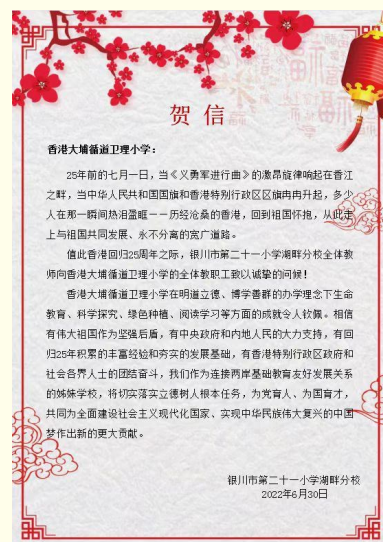 贺 信
香港大埔循道卫理小学：
25年前的七月一日，当《义勇军进行曲》的激昂旋律响起在香江
之畔，当中华人民共和国国旗和香港特别行政区区旗冉冉升起，多少
人在那一瞬间热泪盈眶——历经沧桑的香港，回到祖国怀抱，从此走
上与祖国共同发展、永不分离的宽广道路。
值此香港回归25周年之际，银川市第二十一小学湖畔分校全体教
师向香港大埔循道卫理小学的全体教职工致以诚挚的问候！
香港大埔循道卫理小学在明道立德、博学善群的办学理念下生命
教育、科学探究、绿色种植、阅读学习等方面的成就令人钦佩。相信
有伟大祖国作为坚强后盾，有中央政府和内地人民的大力支持，有回
归25年积累的丰富经验和夯实的发展基础，有香港特别行政区政府和
社会各界人士的团结奋斗，我们作为连接两岸基础教育友好发展关系
的姊妹学校，将切实落实立德树人根本任务，为党育人、为国育才，
共同为全面建设社会主义现代化国家、实现中华民族伟大复兴的中国
梦作出新的更大贡献。
银川市第二十一小学湖畔分校
2022年6月30日